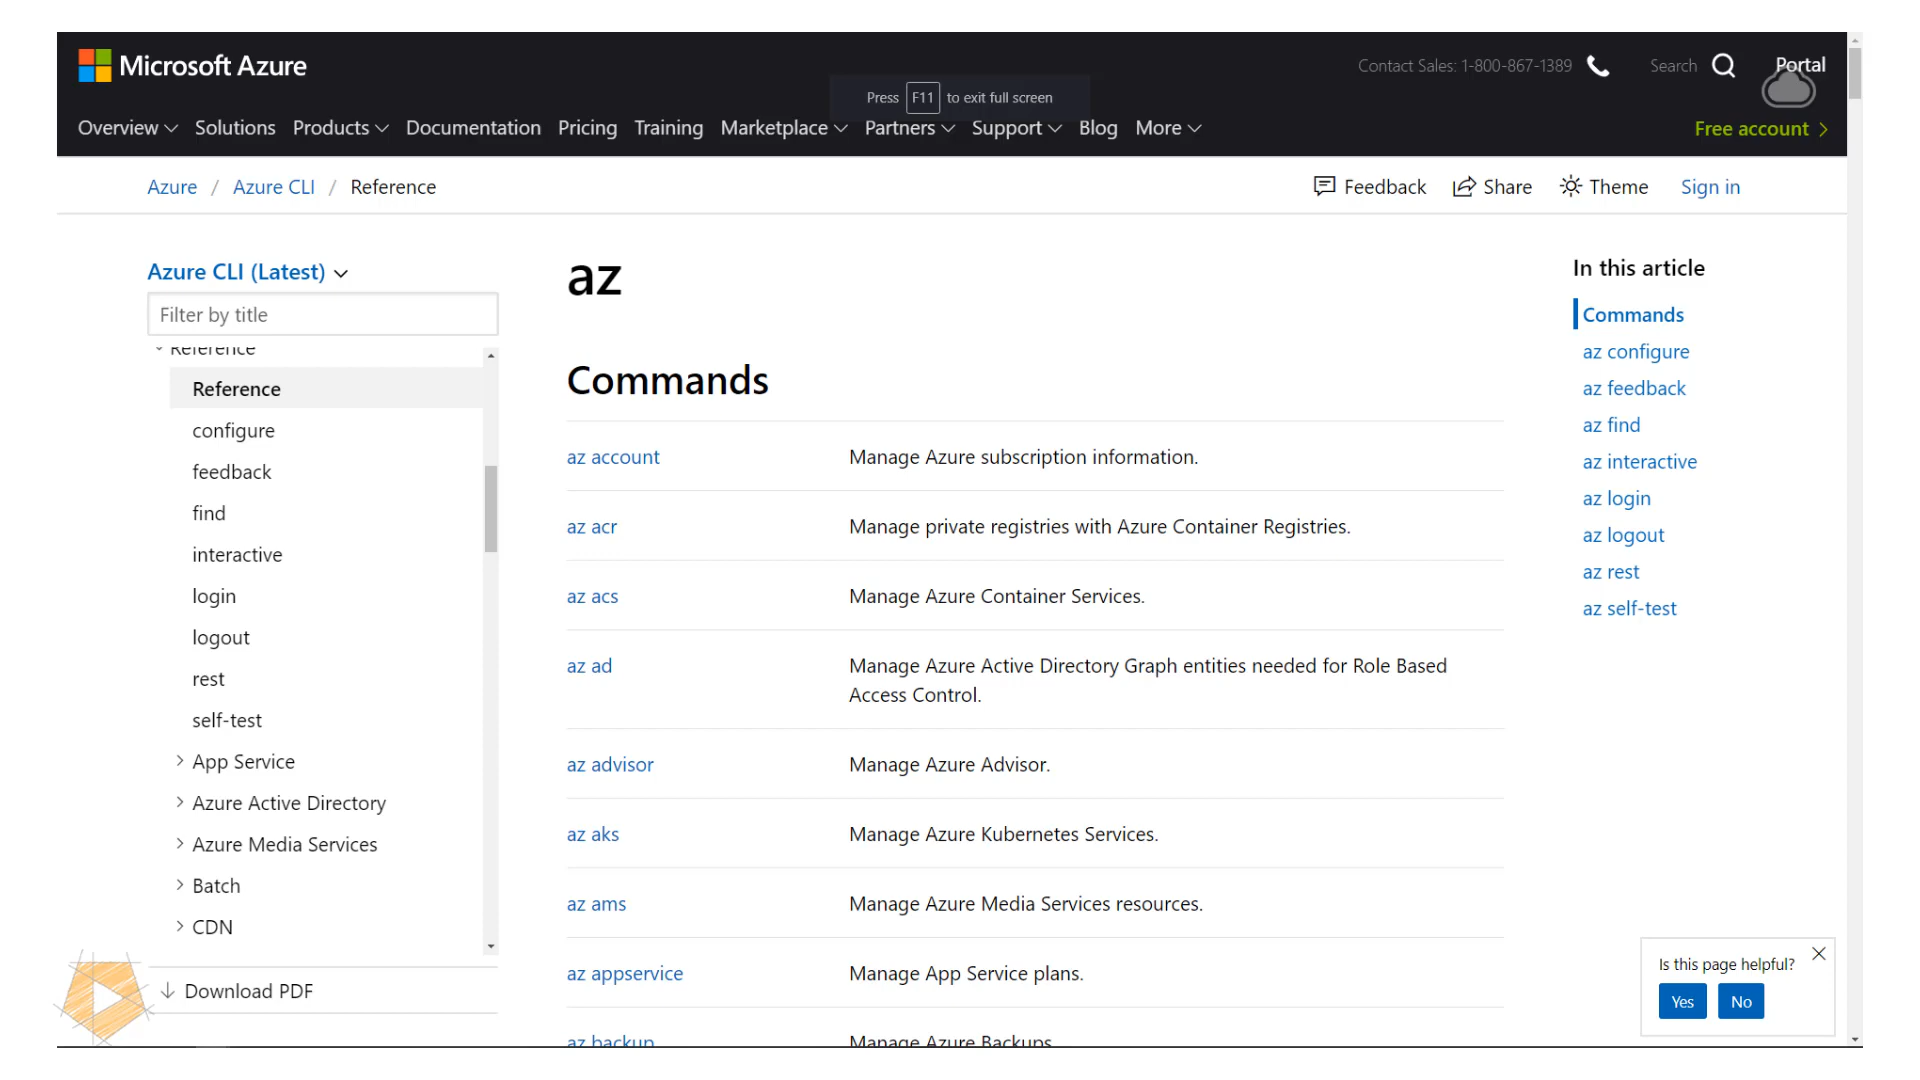 Microsoft Azure
Contact Sales: 1-800-867-1389
Search
Portal
Press F11 to exit full screen
Overview Solutions Products Documentation Pricing Training Marketplace Partners Support Blog More
Free account
Azure / Azure CLI / Reference
Feedback
Share
Theme
Sign in
Azure CLI (Latest)
Filter by title
Reference
Reference
configure
feedback
find
interactive
login
logout
rest
self-test
App Service
Azure Active Directory
Azure Media Services
Batch
CDN
Download PDF
az
Commands
az account Manage Azure subscription information.
az acr Manage private registries with Azure Container Registries.
az acs Manage Azure Container Services.
az ad Manage Azure Active Directory Graph entities needed for Role Based
Access Control.
az advisor Manage Azure Advisor.
az aks Manage Azure Kubernetes Services.
az ams Manage Azure Media Services resources.
az appservice Manage App Service plans.
az backup Manage Azure Backups.
In this article
Commands
az configure
az feedback
az find
az interactive
az login
az logout
az rest
az self-test
Is this page helpful?
Yes No